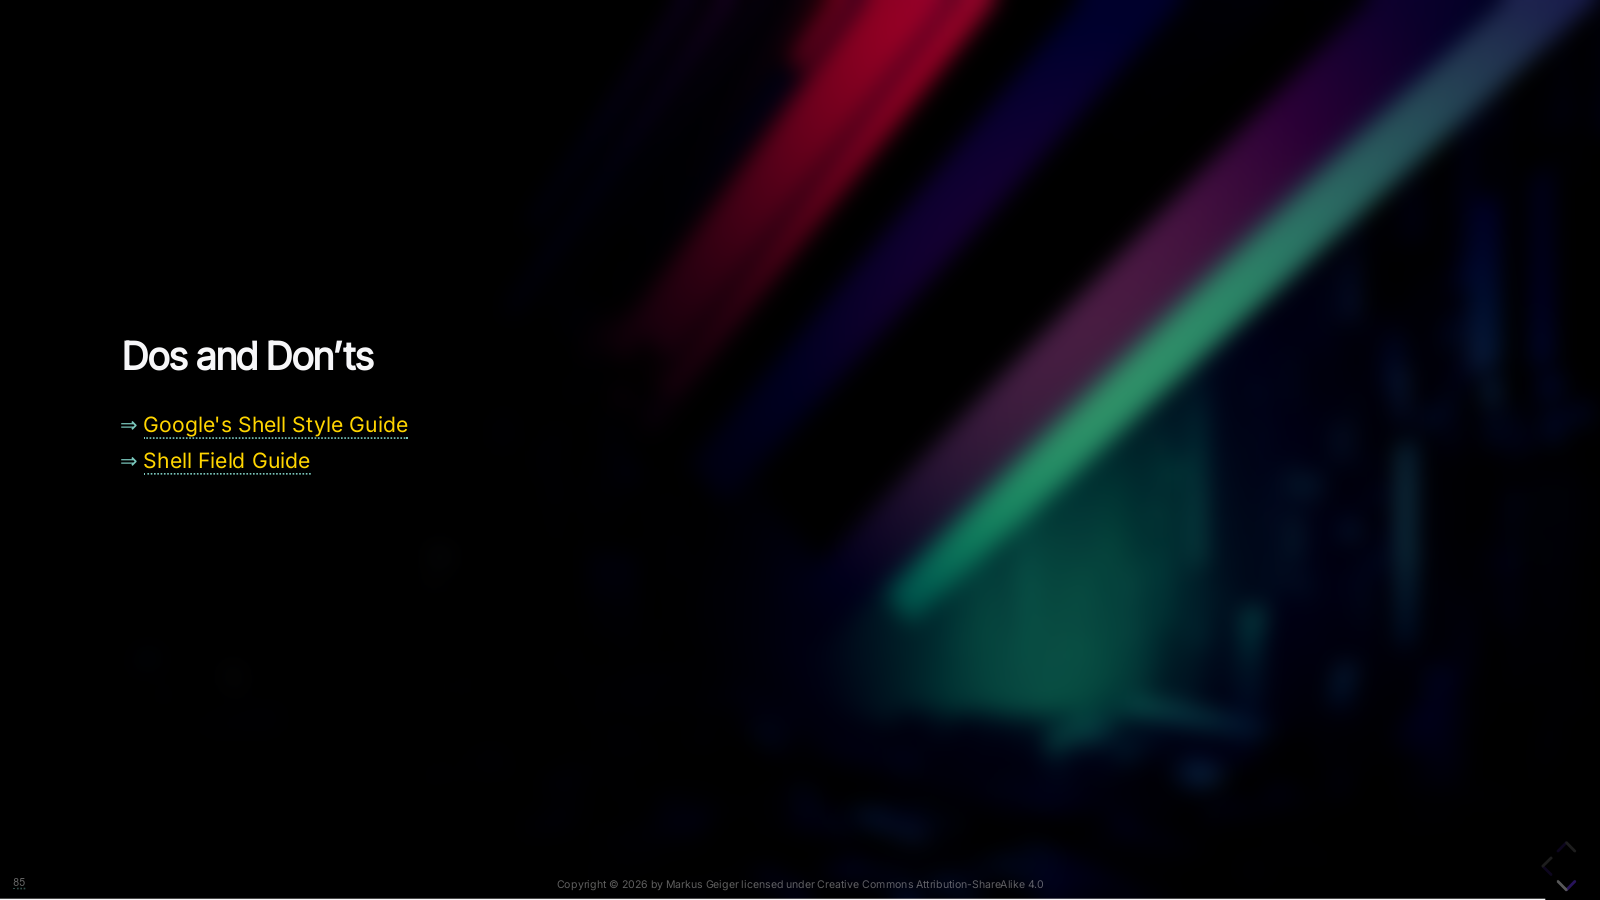 Dos and Don’ts
⇒ Google's Shell Style Guide
⇒ Shell Field Guide
85
Copyright © 2026 by Markus Geiger licensed under Creative Commons Attribution-ShareAlike 4.0